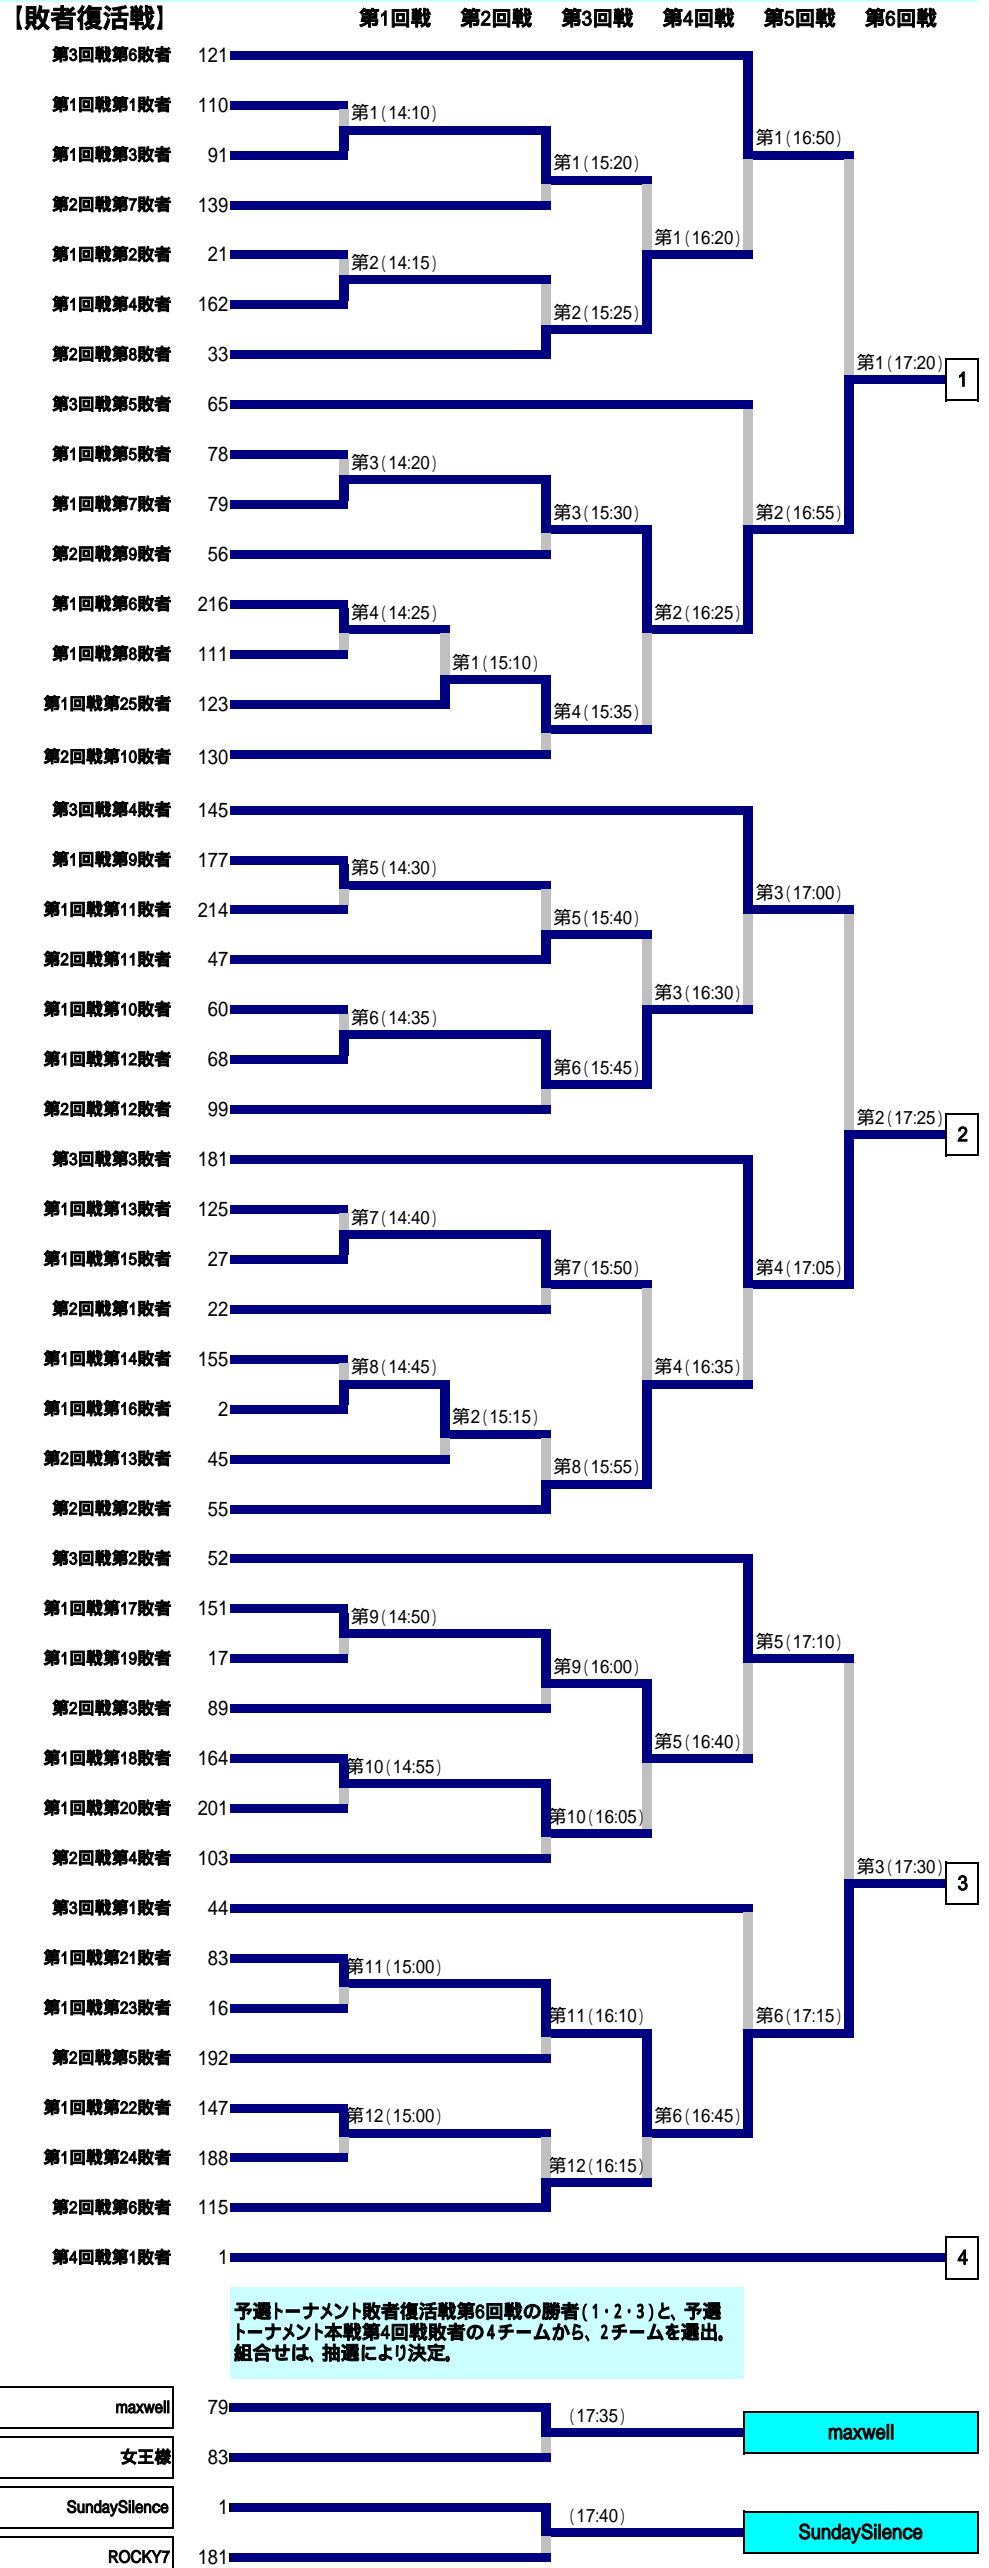 【敗者復活戦】 第1回戦 第2回戦 第3回戦 第4回戦 第5回戦 第6回戦
第3回戦第6敗者 121
第1回戦第1敗者 110
第1(14:10)
第1(16:50)
第1回戦第3敗者 91
第1(15:20)
第2回戦第7敗者 139
第1(16:20)
第1回戦第2敗者 21
第2(14:15)
第1回戦第4敗者 162
第2(15:25)
第2回戦第8敗者 33
第1(17:20)
1
第3回戦第5敗者 65
第1回戦第5敗者 78
第3(14:20)
第1回戦第7敗者 79
第3(15:30)
第2(16:55)
第2回戦第9敗者 56
第1回戦第6敗者 216
第4(14:25)
第2(16:25)
第1回戦第8敗者 111
第1(15:10)
第1回戦第25敗者 123
第4(15:35)
第2回戦第10敗者 130
第3回戦第4敗者 145
第1回戦第9敗者 177
第5(14:30)
第3(17:00)
第1回戦第11敗者 214
第5(15:40)
第2回戦第11敗者 47
第3(16:30)
第1回戦第10敗者 60
第6(14:35)
第1回戦第12敗者 68
第6(15:45)
第2回戦第12敗者 99
第2(17:25)
2
第3回戦第3敗者 181
第1回戦第13敗者 125
第7(14:40)
第1回戦第15敗者 27
第7(15:50)
第4(17:05)
第2回戦第1敗者 22
第1回戦第14敗者 155
第8(14:45)
第4(16:35)
第1回戦第16敗者 2
第2(15:15)
第2回戦第13敗者 45
第8(15:55)
第2回戦第2敗者 55
第3回戦第2敗者 52
第1回戦第17敗者 151
第9(14:50)
第5(17:10)
第1回戦第19敗者 17
第9(16:00)
第2回戦第3敗者 89
第5(16:40)
第1回戦第18敗者 164
第10(14:55)
第1回戦第20敗者 201
第10(16:05)
第2回戦第4敗者 103
第3(17:30)
3
第3回戦第1敗者 44
第1回戦第21敗者 83
第11(15:00)
第1回戦第23敗者 16
第11(16:10)
第6(17:15)
第2回戦第5敗者 192
第1回戦第22敗者 147
第12(15:00)
第6(16:45)
第1回戦第24敗者 188
第12(16:15)
第2回戦第6敗者 115
第4回戦第1敗者 1
4
予選トーナメント敗者復活戦第6回戦の勝者(1・2・3)と、予選
トーナメント本戦第4回戦敗者の4チームから、2チームを選出。
組合せは、抽選により決定。
maxwell 79
(17:35)
maxwell
女王様 83
SundaySilence 1
(17:40)
SundaySilence
ROCKY7 181